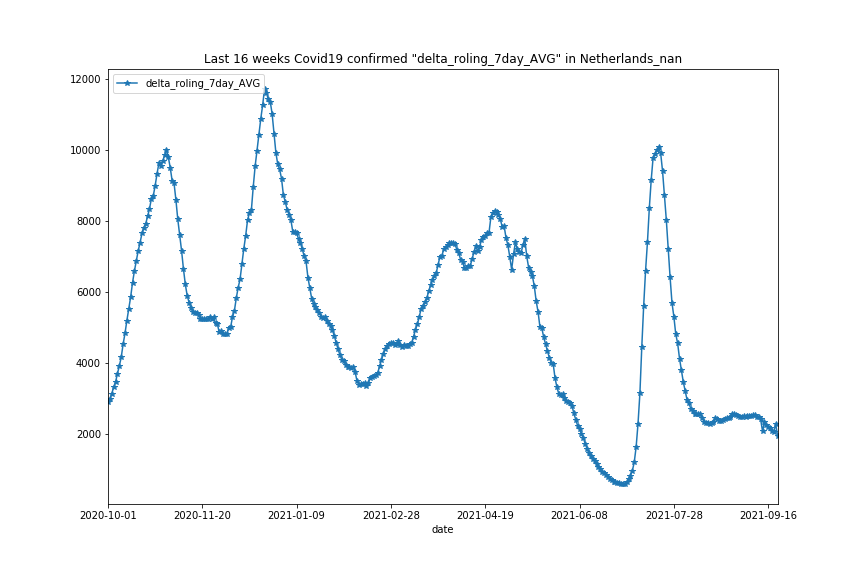 Last 16 weeks Covid19 confirmed "delta_roling_7day_AVG" in Netherlands_nan
delta_roling_7day_AVG
12000
10000
8000
6000
4000
2000
2020-10-01 2020-11-20 2021-01-09 2021-02-28 2021-04-19 2021-06-08 2021-07-28 2021-09-16
date